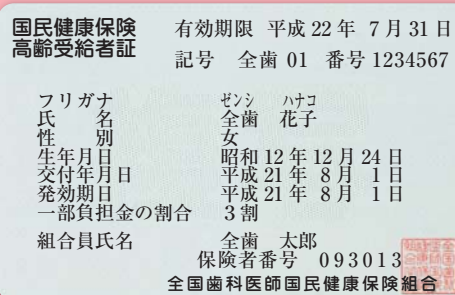 国民健康保険
高齢受給者証
有効期限 平成 22 年 7 月 31 日
記号 全歯 01 番号 1234567
フリガナ ゼンシ ハナコ
氏名 全歯 花子
性別 女
生年月日 昭和 12 年 12 月 24 日
交付年月日 平成 21 年 8 月 1 日
発効期日 平成 21 年 8 月 1 日
一部負担金の割合 3 割
組合員氏名 全歯 太郎
保険者番号 093013
全国歯科医師国民健康保険組合